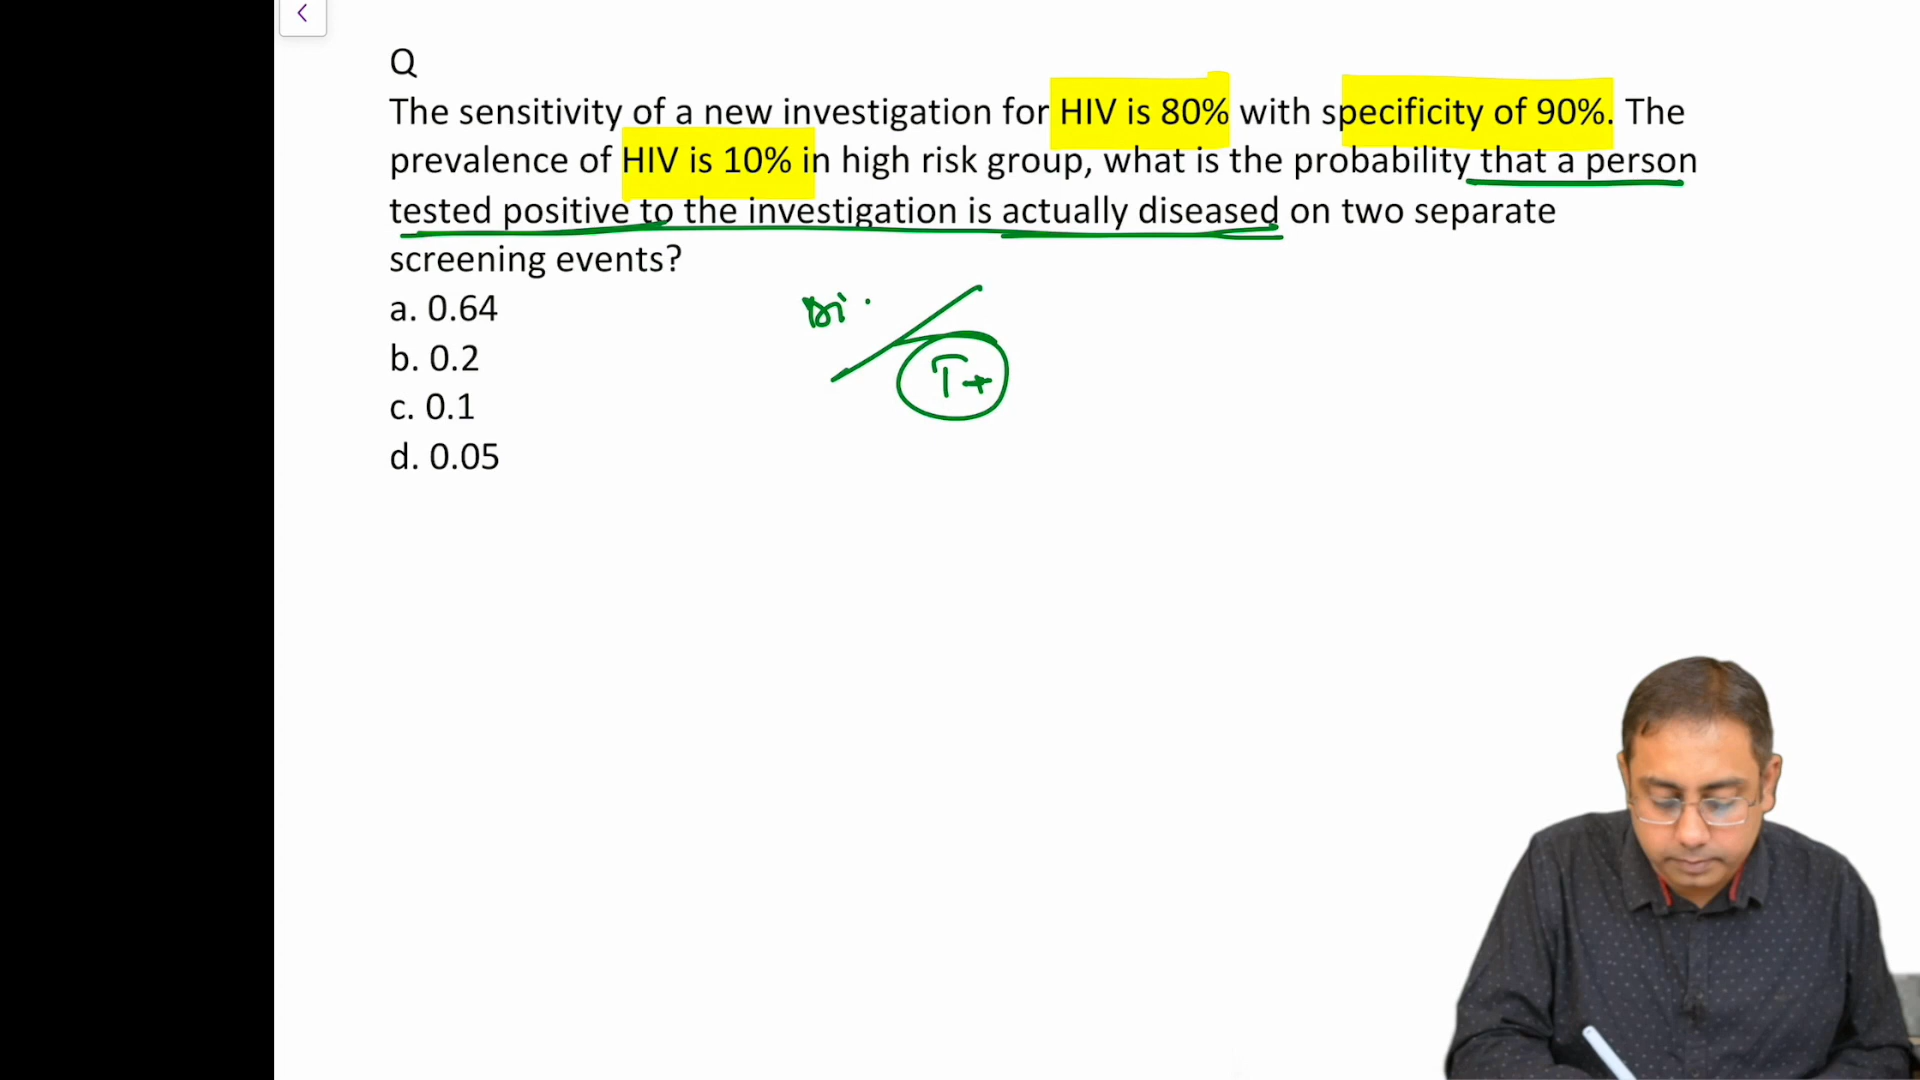 Q
The sensitivity of a new investigation for HIV is 80% with specificity of 90%. The
prevalence of HIV is 10% in high risk group, what is the probability that a person
tested positive to the investigation is actually diseased on two separate
screening events?
a. 0.64
b. 0.2
c. 0.1
d. 0.05
Di.
T+